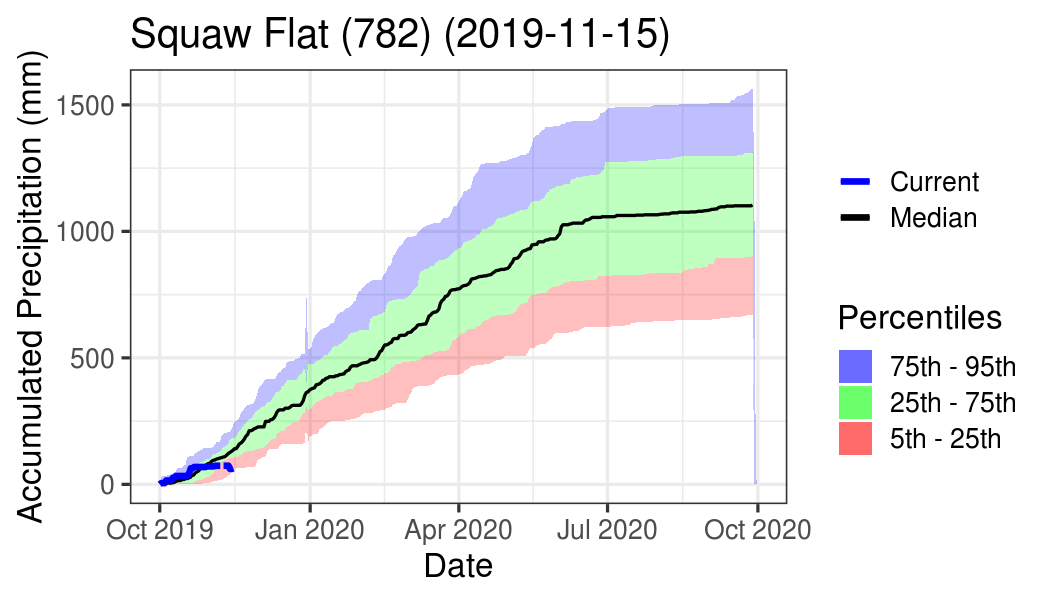 Squaw Flat (782) (2019-11-15)
Accumulated Precipitation (mm)
1500
1000
500
0
Oct 2019 Jan 2020 Apr 2020 Jul 2020 Oct 2020
Date
Current
Median
Percentiles
75th - 95th
25th - 75th
5th - 25th